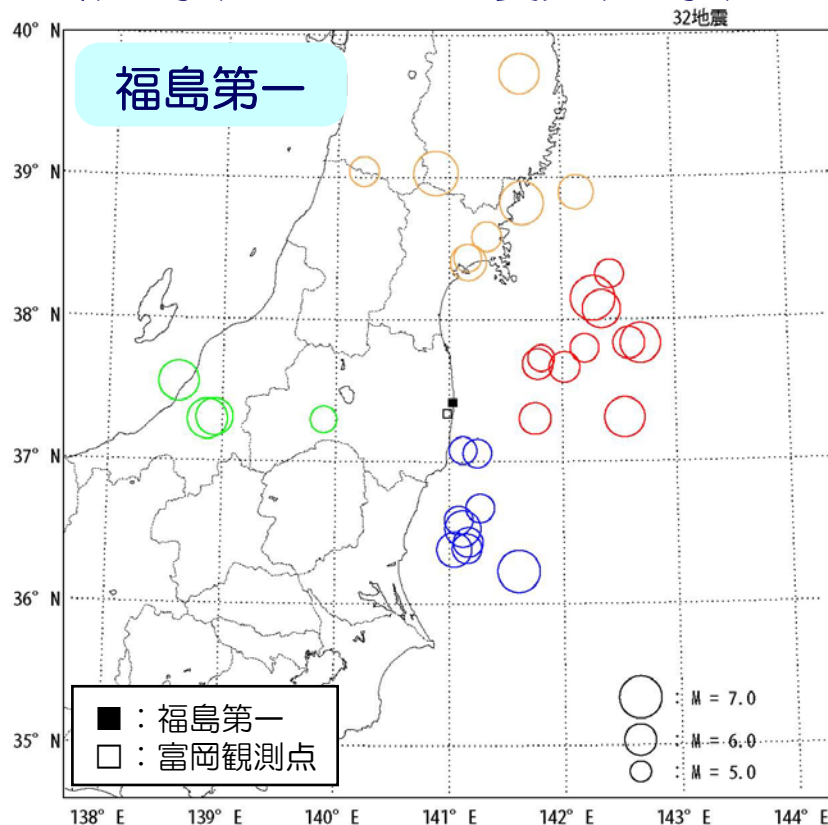 32地震
40° N
福島第一
39° N
38° N
37° N
36° N
35° N
■：福島第一
□：富岡観測点
：M = 7.0
：M = 6.0
：M = 5.0
138° E 139° E 140° E 141° E 142° E 143° E 144° E